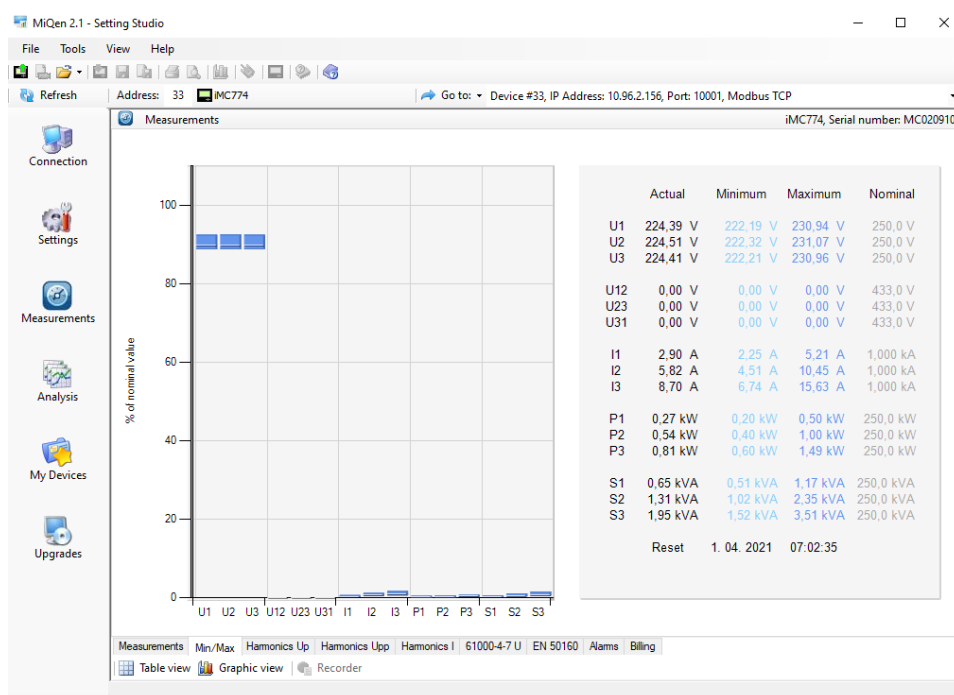 MiQen 2.1 - Setting Studio
File Tools View Help
Refresh Address: 33 iMC774 Go to: Device #33, IP Address: 10.96.2.156, Port: 10001, Modbus TCP
Measurements iMC774, Serial number: MC020910
Connection
Settings
Measurements
Analysis
My Devices
Upgrades
% of nominal value
100
80
60
40
20
0
U1 U2 U3 U12 U23 U31 I1 I2 I3 P1 P2 P3 S1 S2 S3
Actual Minimum Maximum Nominal
U1 224,39 V 222,19 V 230,94 V 250,0 V
U2 224,51 V 222,32 V 231,07 V 250,0 V
U3 224,41 V 222,21 V 230,96 V 250,0 V
U12 0,00 V 0,00 V 0,00 V 433,0 V
U23 0,00 V 0,00 V 0,00 V 433,0 V
U31 0,00 V 0,00 V 0,00 V 433,0 V
I1 2,90 A 2,25 A 5,21 A 1,000 kA
I2 5,82 A 4,51 A 10,45 A 1,000 kA
I3 8,70 A 6,74 A 15,63 A 1,000 kA
P1 0,27 kW 0,20 kW 0,50 kW 250,0 kW
P2 0,54 kW 0,40 kW 1,00 kW 250,0 kW
P3 0,81 kW 0,60 kW 1,49 kW 250,0 kW
S1 0,65 kVA 0,51 kVA 1,17 kVA 250,0 kVA
S2 1,31 kVA 1,02 kVA 2,35 kVA 250,0 kVA
S3 1,95 kVA 1,52 kVA 3,51 kVA 250,0 kVA
Reset 1. 04. 2021 07:02:35
Measurements Min/Max Harmonics Up Harmonics Upp Harmonics I 61000-4-7 U EN 50160 Alarms Billing
Table view Graphic view Recorder